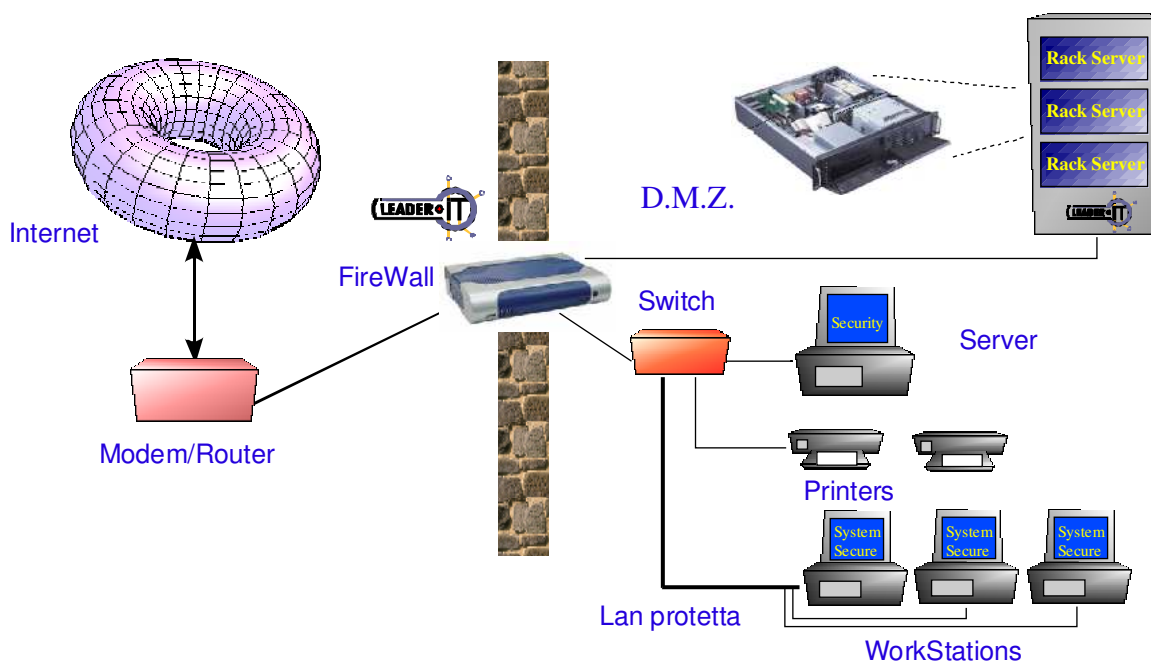 Rack Server
Rack Server
Rack Server
LEADER IT
D.M.Z.
LEADER IT
Internet
FireWall
Switch
Security
Server
Modem/Router
Printers
System
Secure
System
Secure
System
Secure
Lan protetta
WorkStations